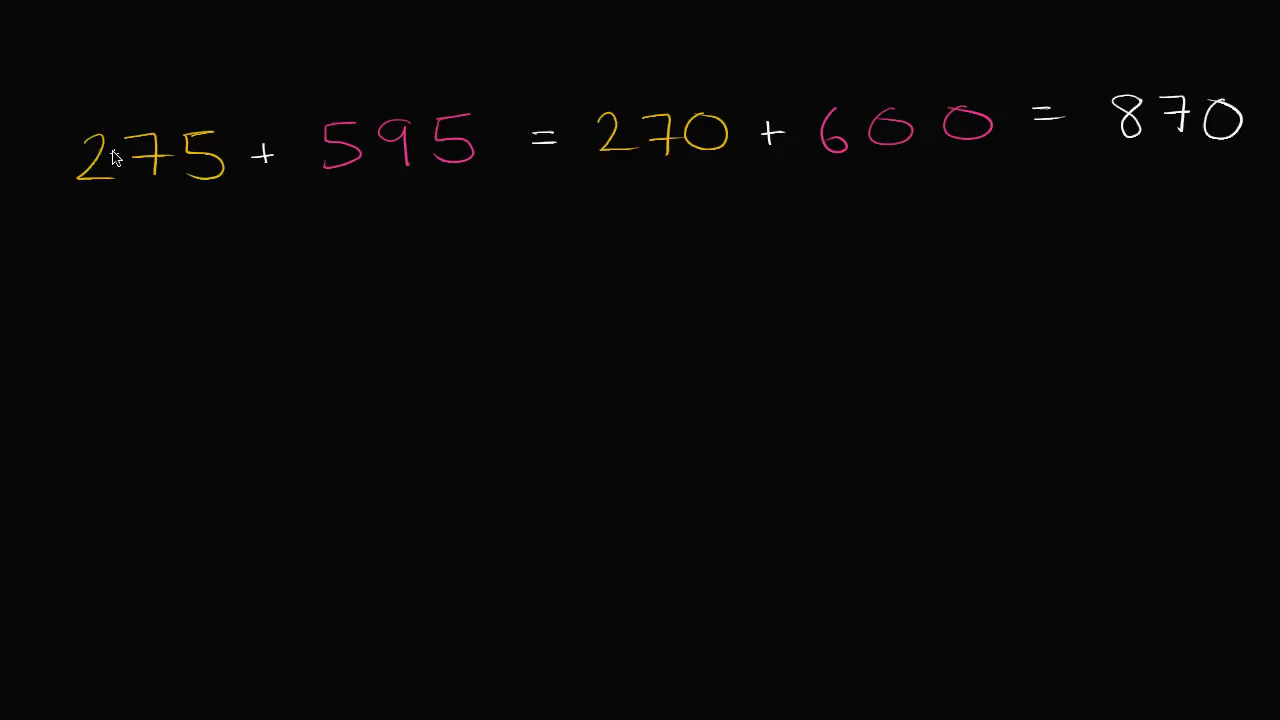 275 + 595 = 270 + 600 = 870